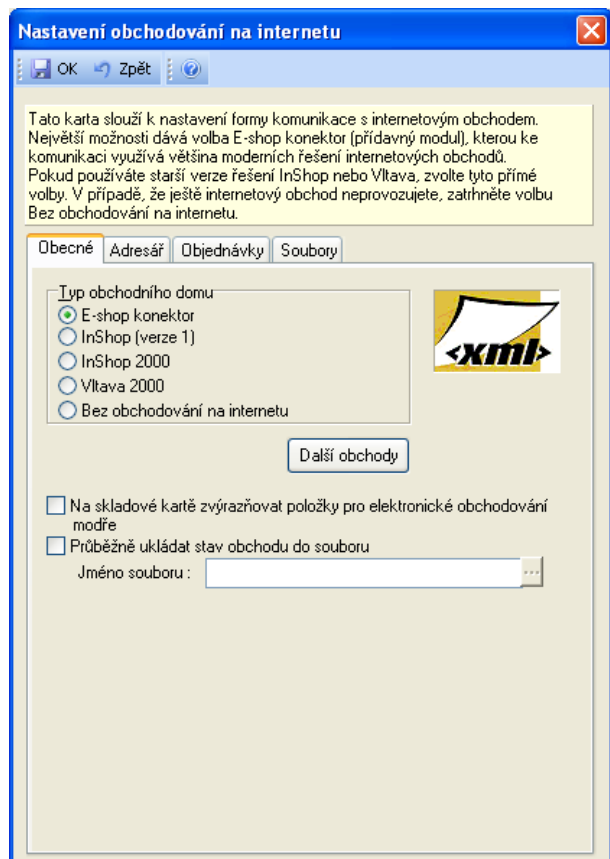 Nastavení obchodování na internetu
OK Zpět
Tato karta slouží k nastavení formy komunikace s internetovým obchodem.
Největší možnosti dává volba E-shop konektor (přídavný modul), kterou ke
komunikaci využívá většina moderních řešení internetových obchodů.
Pokud používáte starší verze řešení InShop nebo Vltava, zvolte tyto přímé
volby. V případě, že ještě internetový obchod neprovozujete, zatrhněte volbu
Bez obchodování na internetu.
Obecné Adresář Objednávky Soubory
Typ obchodního domu
E-shop konektor
InShop (verze 1)
InShop 2000
Vltava 2000
Bez obchodování na internetu
<xml>
Další obchody
Na skladové kartě zvýrazňovat položky pro elektronické obchodování
modře
Průběžně ukládat stav obchodu do souboru
Jméno souboru :
...